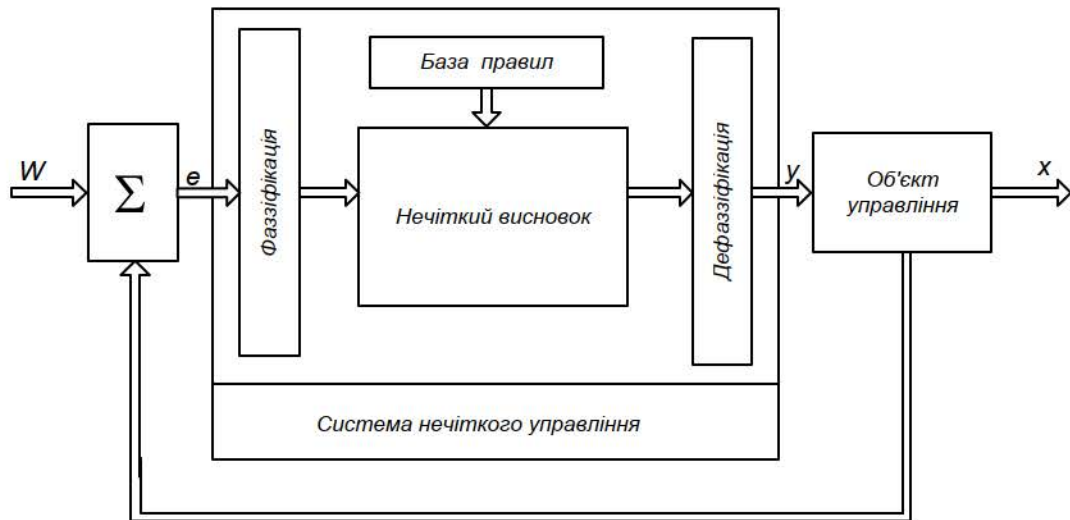 W
Σ
e
Фаззіфікація
База правил
Нечіткий висновок
Дефаззіфікація
y
Об'єкт
управління
x
Система нечіткого управління